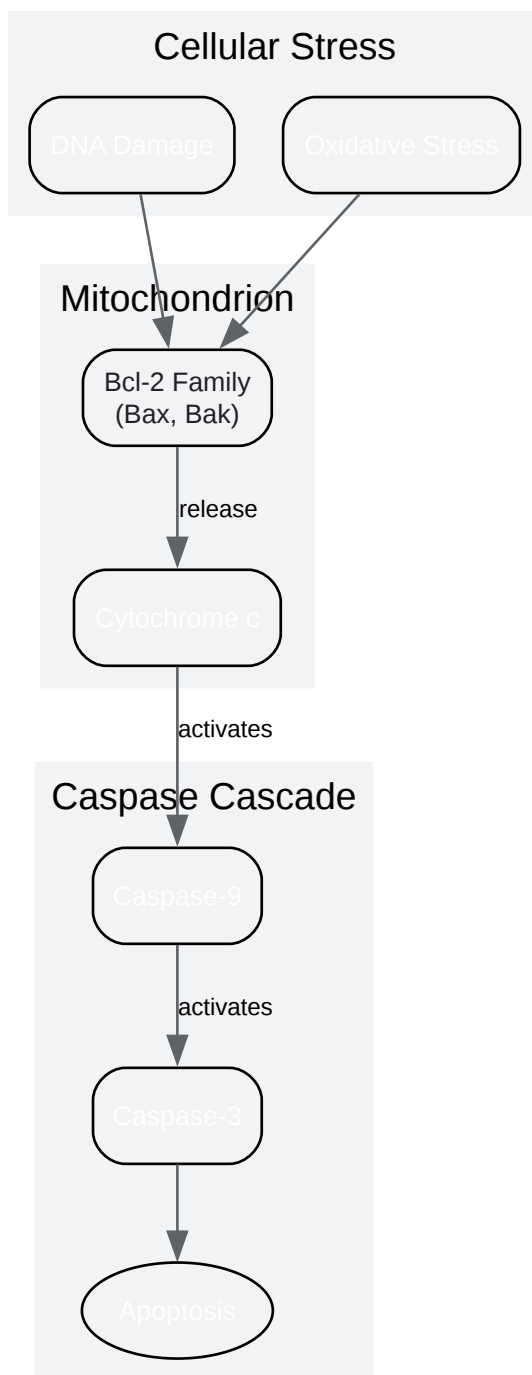 Cellular Stress
DNA Damage
Oxidative Stress
Mitochondrion
Bcl-2 Family
(Bax, Bak)
release
Cytochrome c
activates
Caspase Cascade
Caspase-9
activates
Caspase-3
Apoptosis